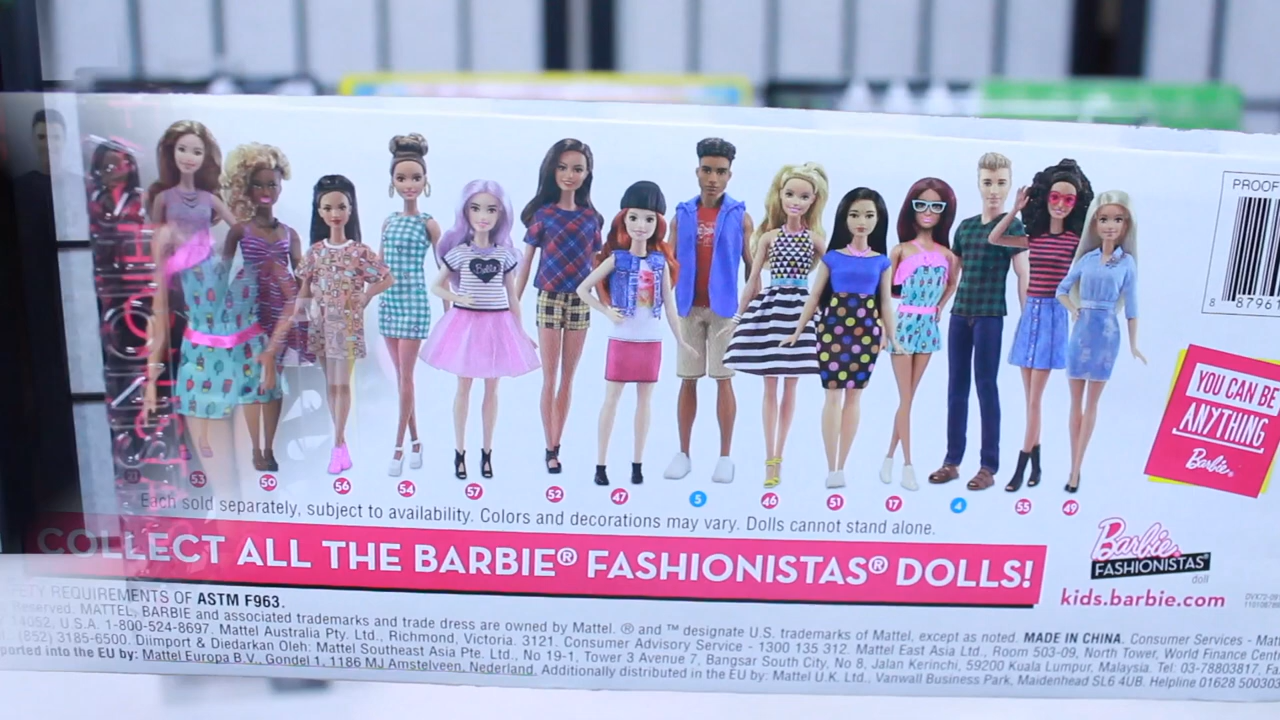 PROOF
8 8796
YOU CAN BE
ANYTHING
Barbie
Barbie
53 50 56 54 57 52 47 5 46 51 17 4 55 49
Each sold separately, subject to availability. Colors and decorations may vary. Dolls cannot stand alone.
COLLECT ALL THE BARBIE® FASHIONISTAS® DOLLS!
Barbie
FASHIONISTAS®
doll
kids.barbie.com
REQUIREMENTS OF ASTM F963.
Reserved. MATTEL, BARBIE and associated trademarks and trade dress are owned by Mattel. ® and ™ designate U.S. trademarks of Mattel, except as noted. MADE IN CHINA. Consumer Services - Mat
14052, U.S.A. 1-800-524-8697. Mattel Australia Pty. Ltd., Richmond, Victoria. 3121. Consumer Advisory Service - 1300 135 312. Mattel East Asia Ltd., Room 503-09, North Tower, World Finance Cent
(852) 3185-6500. Diimport & Diedarkan Oleh: Mattel Southeast Asia Pte. Ltd., No 19-1, Tower 3 Avenue 7, Bangsar South City, No 8, Jalan Kerinchi, 59200 Kuala Lumpur, Malaysia. Tel: 03-78803817, Fa
ported into the EU by: Mattel Europa B.V., Gondel 1, 1186 MJ Amstelveen, Nederland. Additionally distributed in the EU by: Mattel U.K. Ltd., Vanwall Business Park, Maidenhead SL6 4UB. Helpline 01628 500303